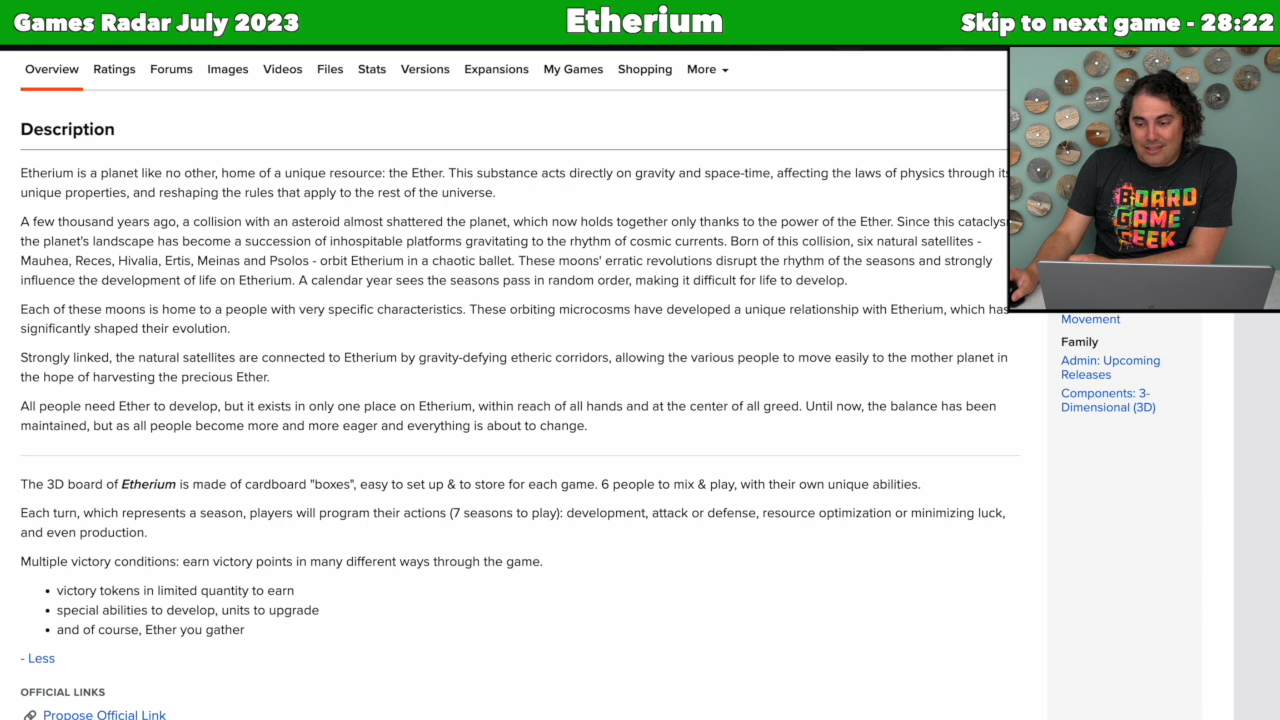 Games Radar July 2023
Etherium
Skip to next game - 28:22
Overview Ratings Forums Images Videos Files Stats Versions Expansions My Games Shopping More
Description
Etherium is a planet like no other, home of a unique resource: the Ether. This substance acts directly on gravity and space-time, affecting the laws of physics through its
unique properties, and reshaping the rules that apply to the rest of the universe.
A few thousand years ago, a collision with an asteroid almost shattered the planet, which now holds together only thanks to the power of the Ether. Since this cataclys
the planet's landscape has become a succession of inhospitable platforms gravitating to the rhythm of cosmic currents. Born of this collision, six natural satellites -
Mauhea, Reces, Hivalia, Ertis, Meinas and Psolos - orbit Etherium in a chaotic ballet. These moons' erratic revolutions disrupt the rhythm of the seasons and strongly
influence the development of life on Etherium. A calendar year sees the seasons pass in random order, making it difficult for life to develop.
Each of these moons is home to a people with very specific characteristics. These orbiting microcosms have developed a unique relationship with Etherium, which has
significantly shaped their evolution.
Strongly linked, the natural satellites are connected to Etherium by gravity-defying etheric corridors, allowing the various people to move easily to the mother planet in
the hope of harvesting the precious Ether.
All people need Ether to develop, but it exists in only one place on Etherium, within reach of all hands and at the center of all greed. Until now, the balance has been
maintained, but as all people become more and more eager and everything is about to change.
The 3D board of Etherium is made of cardboard "boxes", easy to set up & to store for each game. 6 people to mix & play, with their own unique abilities.
Each turn, which represents a season, players will program their actions (7 seasons to play): development, attack or defense, resource optimization or minimizing luck,
and even production.
Multiple victory conditions: earn victory points in many different ways through the game.
• victory tokens in limited quantity to earn
• special abilities to develop, units to upgrade
• and of course, Ether you gather
- Less
OFFICIAL LINKS
Propose Official Link
BOARD
GAME
GEEK
Movement
Family
Admin: Upcoming
Releases
Components: 3-
Dimensional (3D)